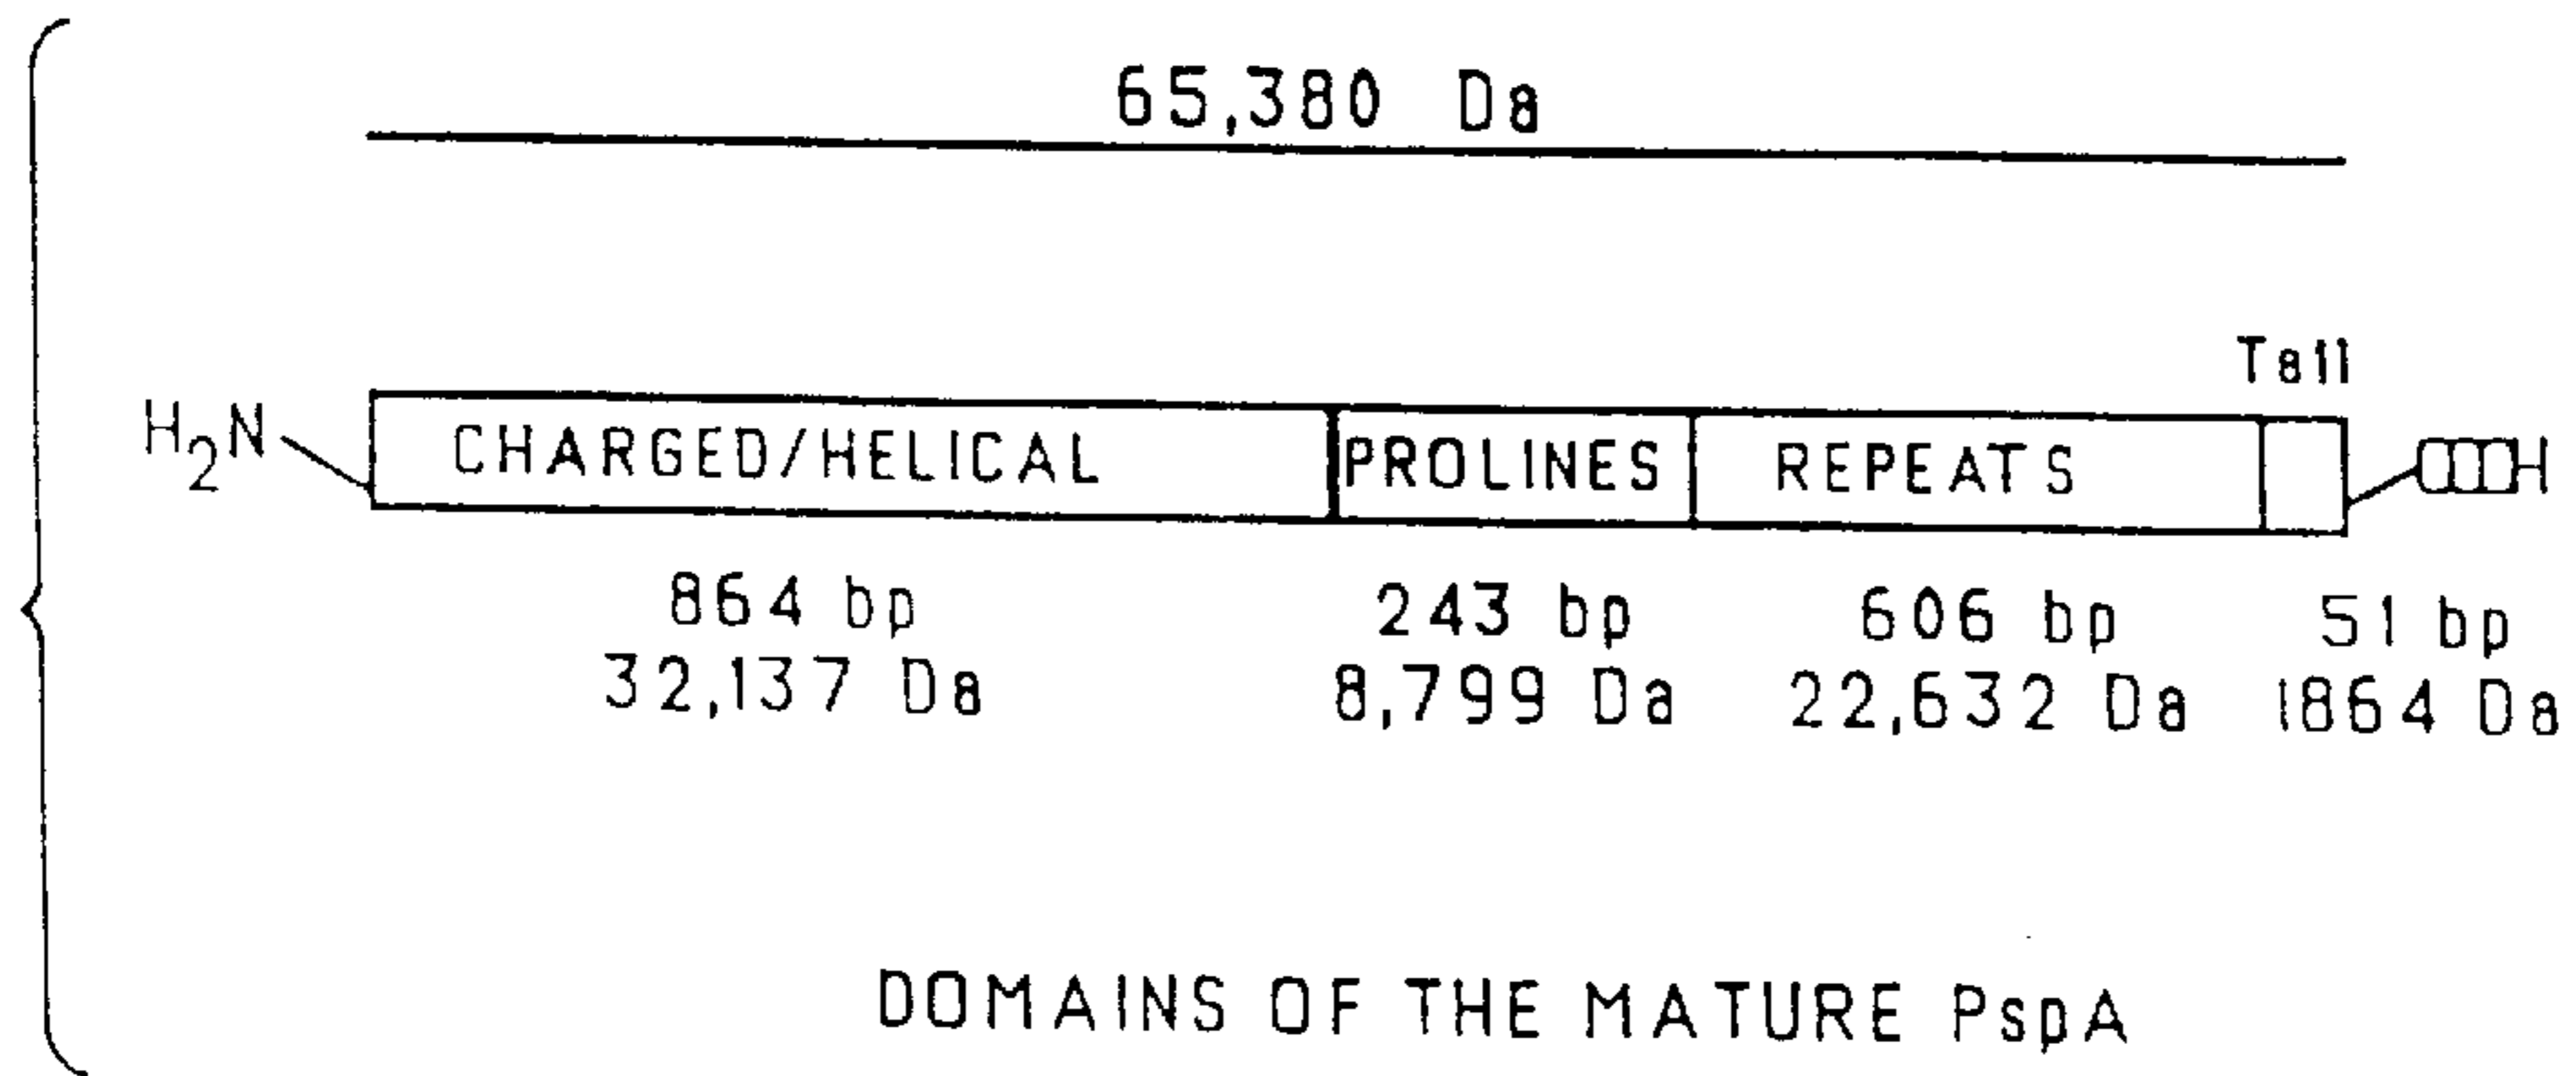 65,380 Da
Tail
H₂N CHARGED/HELICAL PROLINES REPEATS COOH
864 bp 243 bp 606 bp 51 bp
32,137 Da 8,799 Da 22,632 Da 1864 Da
DOMAINS OF THE MATURE PspA